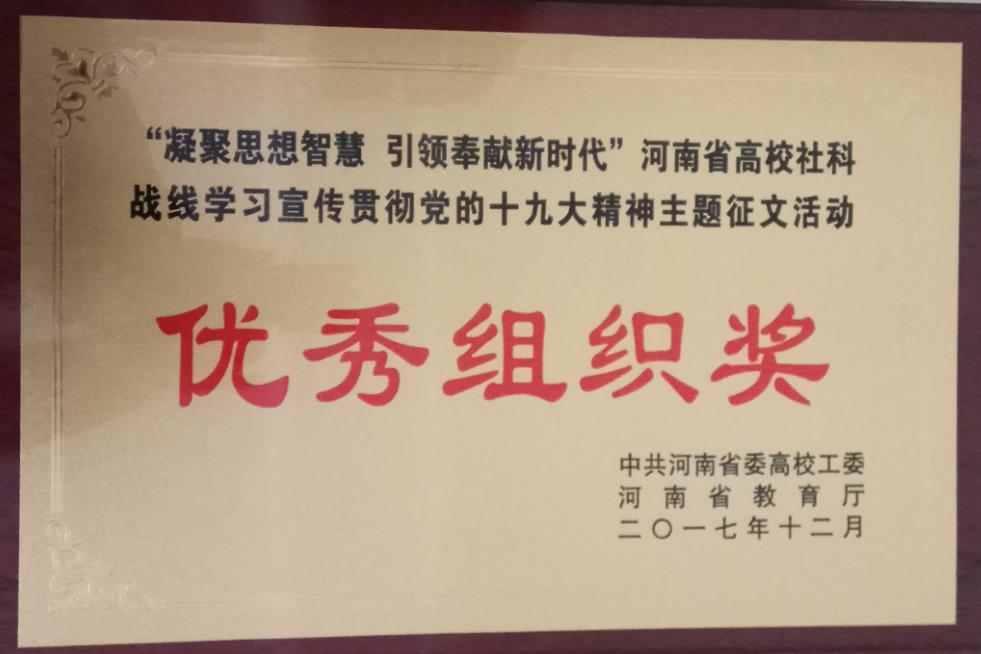 “凝聚思想智慧 引领奉献新时代”河南省高校社科
战线学习宣传贯彻党的十九大精神主题征文活动
优秀组织奖
中共河南省委高校工委
河南省教育厅
二〇一七年十二月